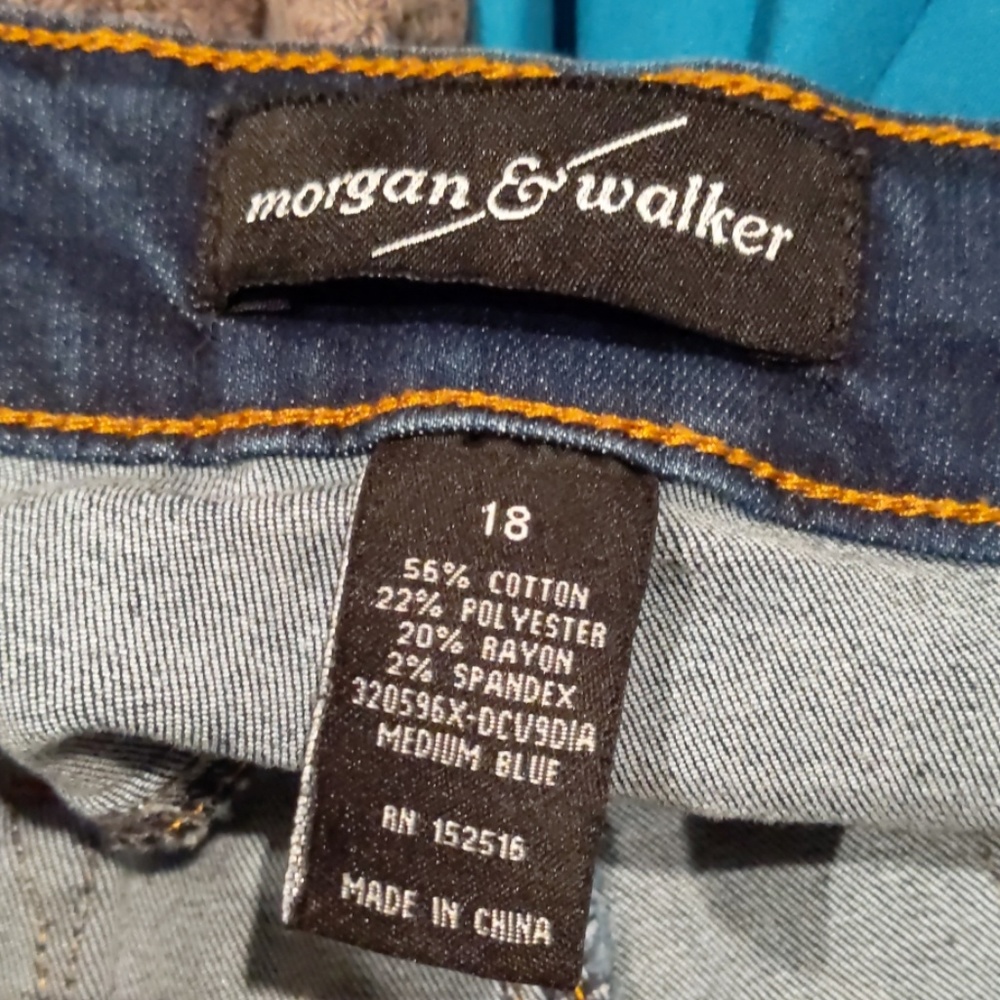 morgan & walker
18
56% COTTON
22% POLYESTER
20% RAYON
2% SPANDEX
320596X-DCV9DIA
MEDIUM BLUE
RN 152516
MADE IN CHINA